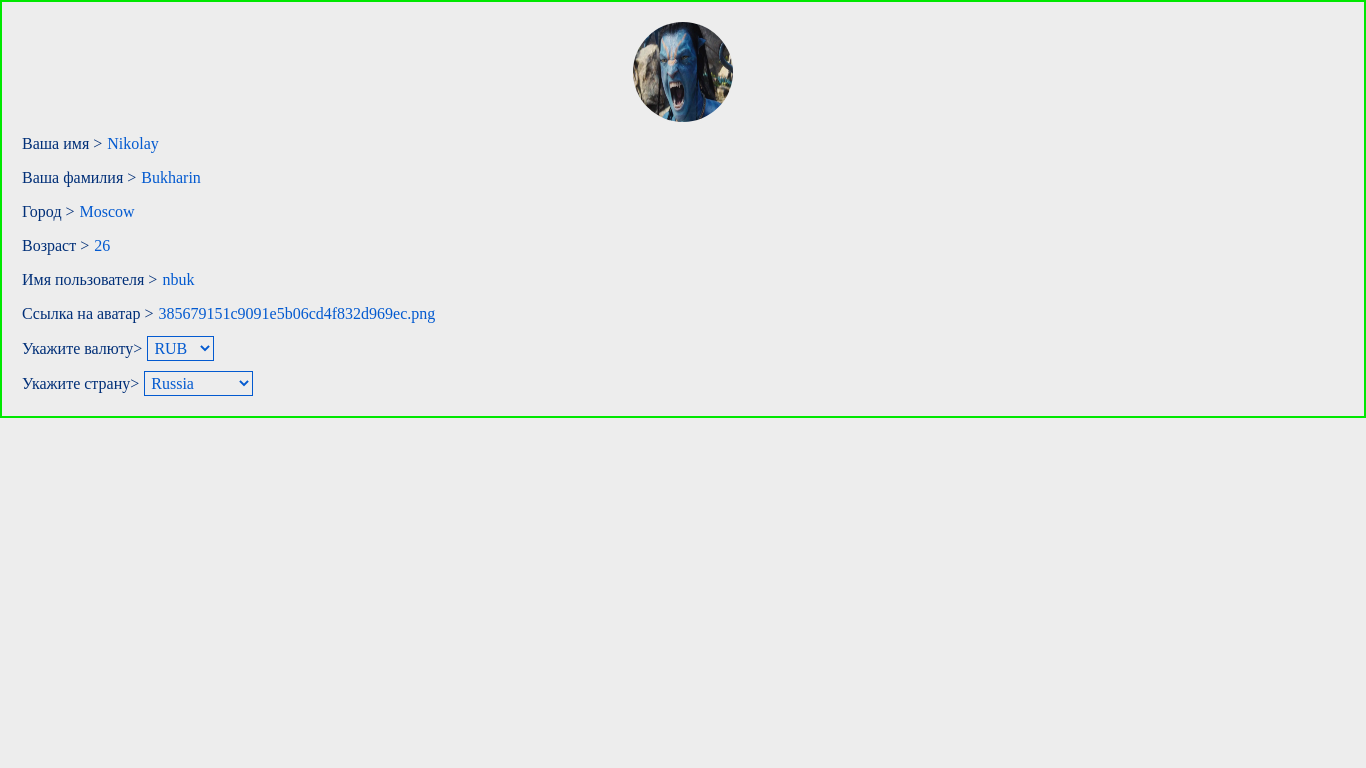 Ваша имя > Nikolay
Ваша фамилия > Bukharin
Город > Moscow
Возраст > 26
Имя пользователя > nbuk
Ссылка на аватар > 385679151c9091e5b06cd4f832d969ec.png
Укажите валюту> RUB
Укажите страну> Russia